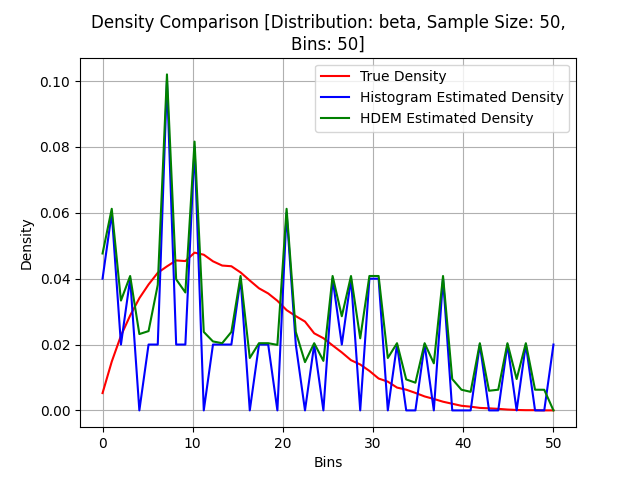 Density Comparison [Distribution: beta, Sample Size: 50,
Bins: 50]
True Density
Histogram Estimated Density
HDEM Estimated Density
Density
0.10
0.08
0.06
0.04
0.02
0.00
0 10 20 30 40 50
Bins